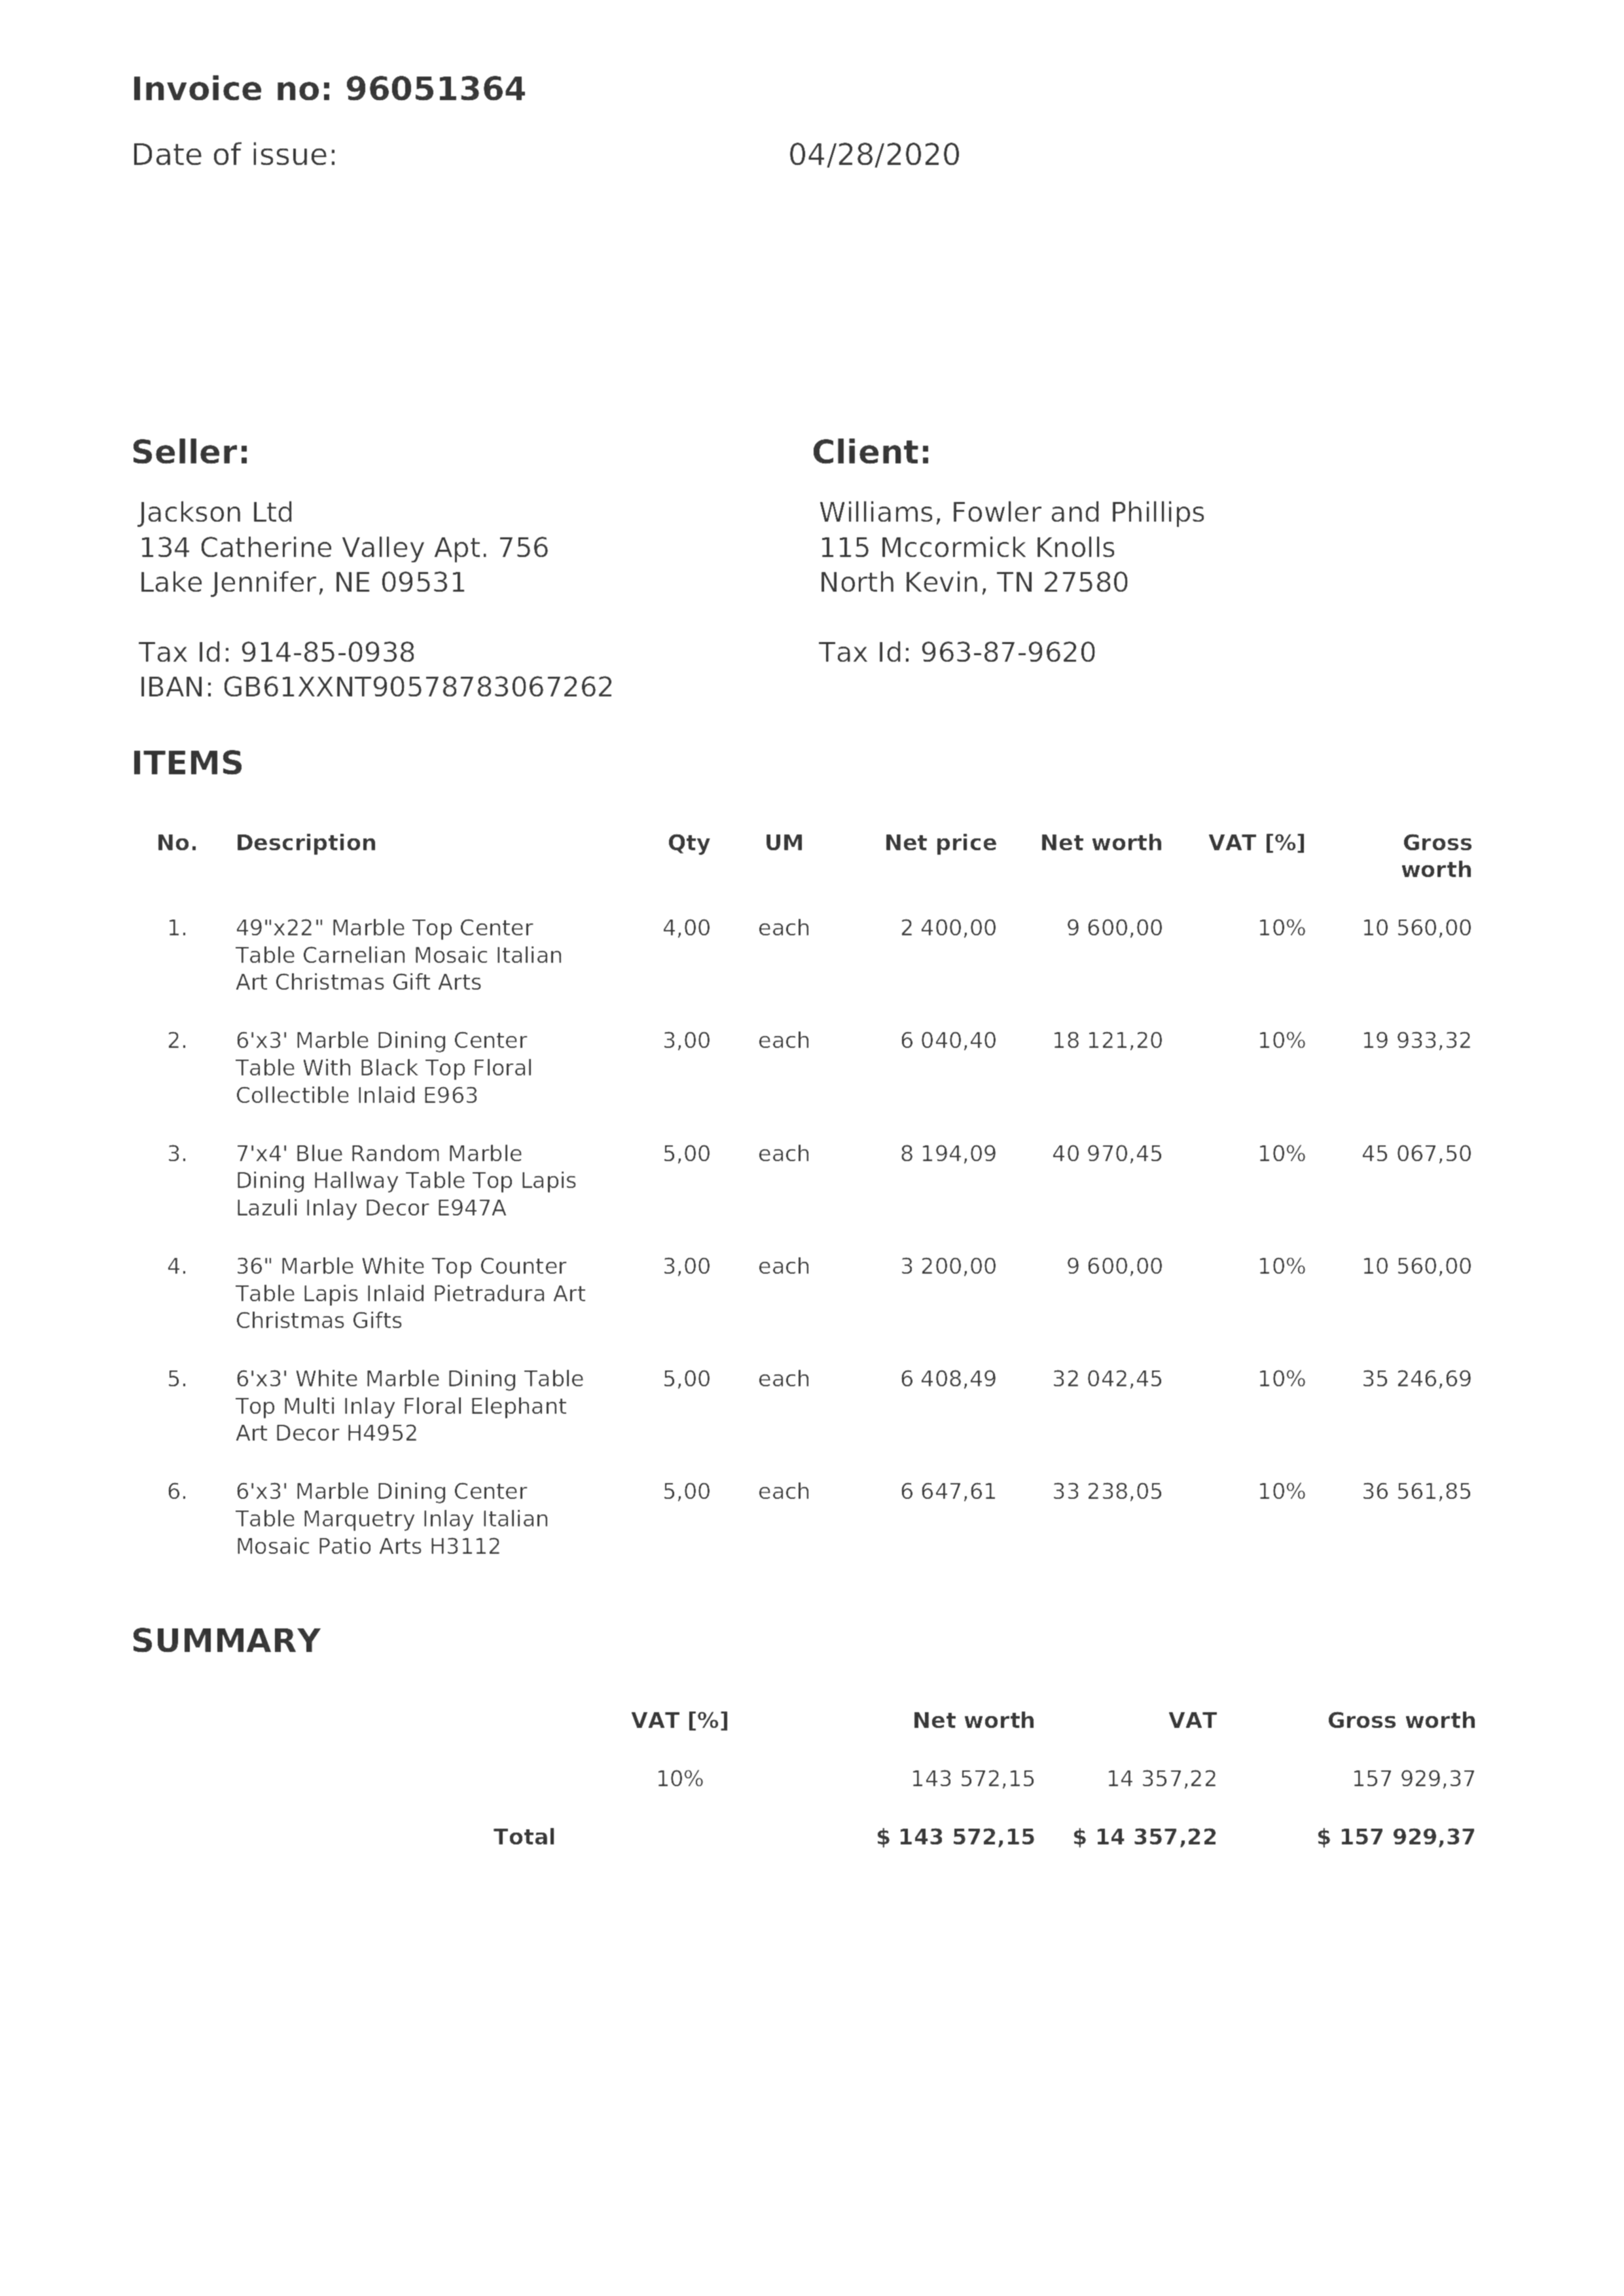 Invoice no: 96051364
Date of issue: 04/28/2020
Seller:
Jackson Ltd
134 Catherine Valley Apt. 756
Lake Jennifer, NE 09531
Tax Id: 914-85-0938
IBAN: GB61XXNT90578783067262
Client:
Williams, Fowler and Phillips
115 Mccormick Knolls
North Kevin, TN 27580
Tax Id: 963-87-9620
ITEMS
No. Description Qty UM Net price Net worth VAT [%] Gross
worth
1. 49"x22" Marble Top Center 4,00 each 2 400,00 9 600,00 10% 10 560,00
Table Carnelian Mosaic Italian
Art Christmas Gift Arts
2. 6'x3' Marble Dining Center 3,00 each 6 040,40 18 121,20 10% 19 933,32
Table With Black Top Floral
Collectible Inlaid E963
3. 7'x4' Blue Random Marble 5,00 each 8 194,09 40 970,45 10% 45 067,50
Dining Hallway Table Top Lapis
Lazuli Inlay Decor E947A
4. 36" Marble White Top Counter 3,00 each 3 200,00 9 600,00 10% 10 560,00
Table Lapis Inlaid Pietradura Art
Christmas Gifts
5. 6'x3' White Marble Dining Table 5,00 each 6 408,49 32 042,45 10% 35 246,69
Top Multi Inlay Floral Elephant
Art Decor H4952
6. 6'x3' Marble Dining Center 5,00 each 6 647,61 33 238,05 10% 36 561,85
Table Marquetry Inlay Italian
Mosaic Patio Arts H3112
SUMMARY
VAT [%] Net worth VAT Gross worth
10% 143 572,15 14 357,22 157 929,37
Total $ 143 572,15 $ 14 357,22 $ 157 929,37